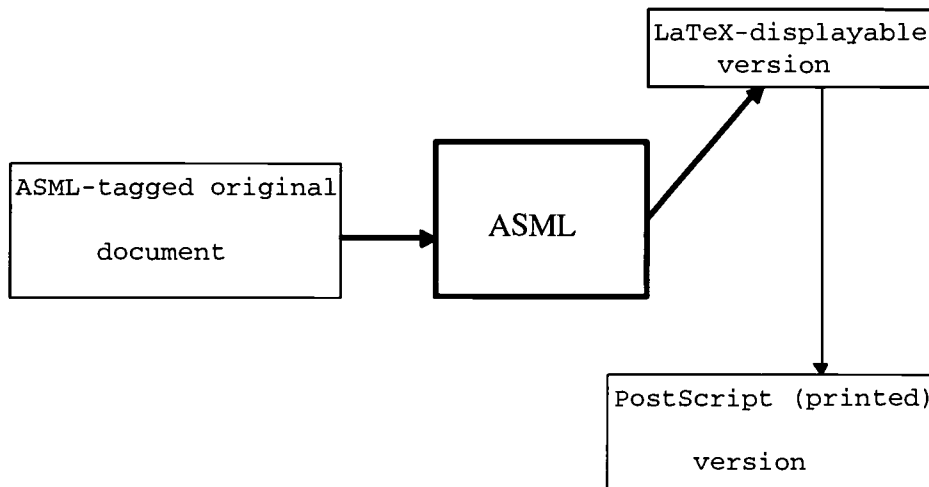 LaTeX-displayable
version
ASML-tagged original
document
ASML
PostScript (printed)
version